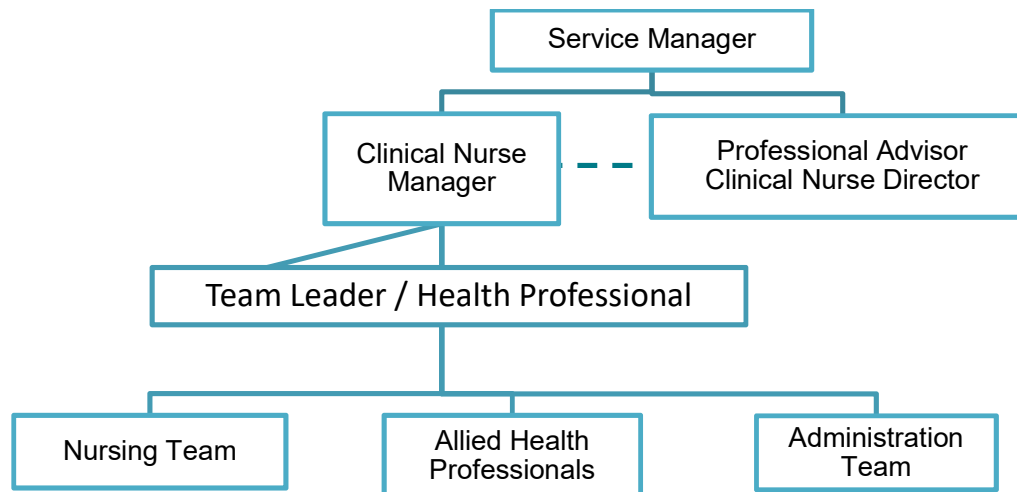 Service Manager
Clinical Nurse
Manager
Professional Advisor
Clinical Nurse Director
Team Leader / Health Professional
Nursing Team
Allied Health
Professionals
Administration
Team